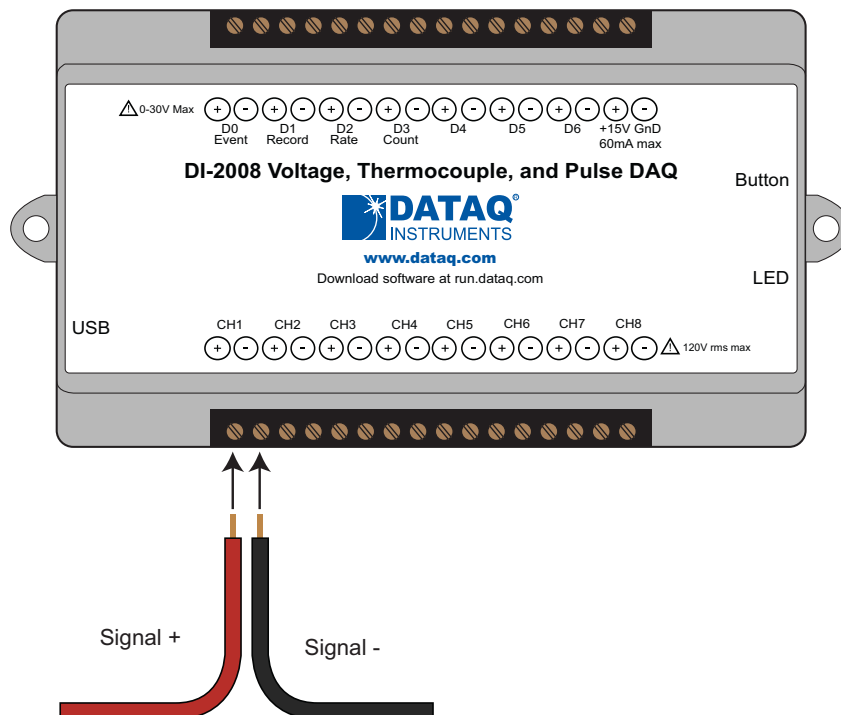 0-30V Max + - + - + - + - + - + - + - + -
D0 D1 D2 D3 D4 D5 D6 +15V GnD
Event Record Rate Count 60mA max
DI-2008 Voltage, Thermocouple, and Pulse DAQ
Button
DATAQ®
INSTRUMENTS
www.dataq.com
Download software at run.dataq.com
LED
USB
CH1 CH2 CH3 CH4 CH5 CH6 CH7 CH8
+ - + - + - + - + - + - + - + - 120V rms max
Signal +
Signal -